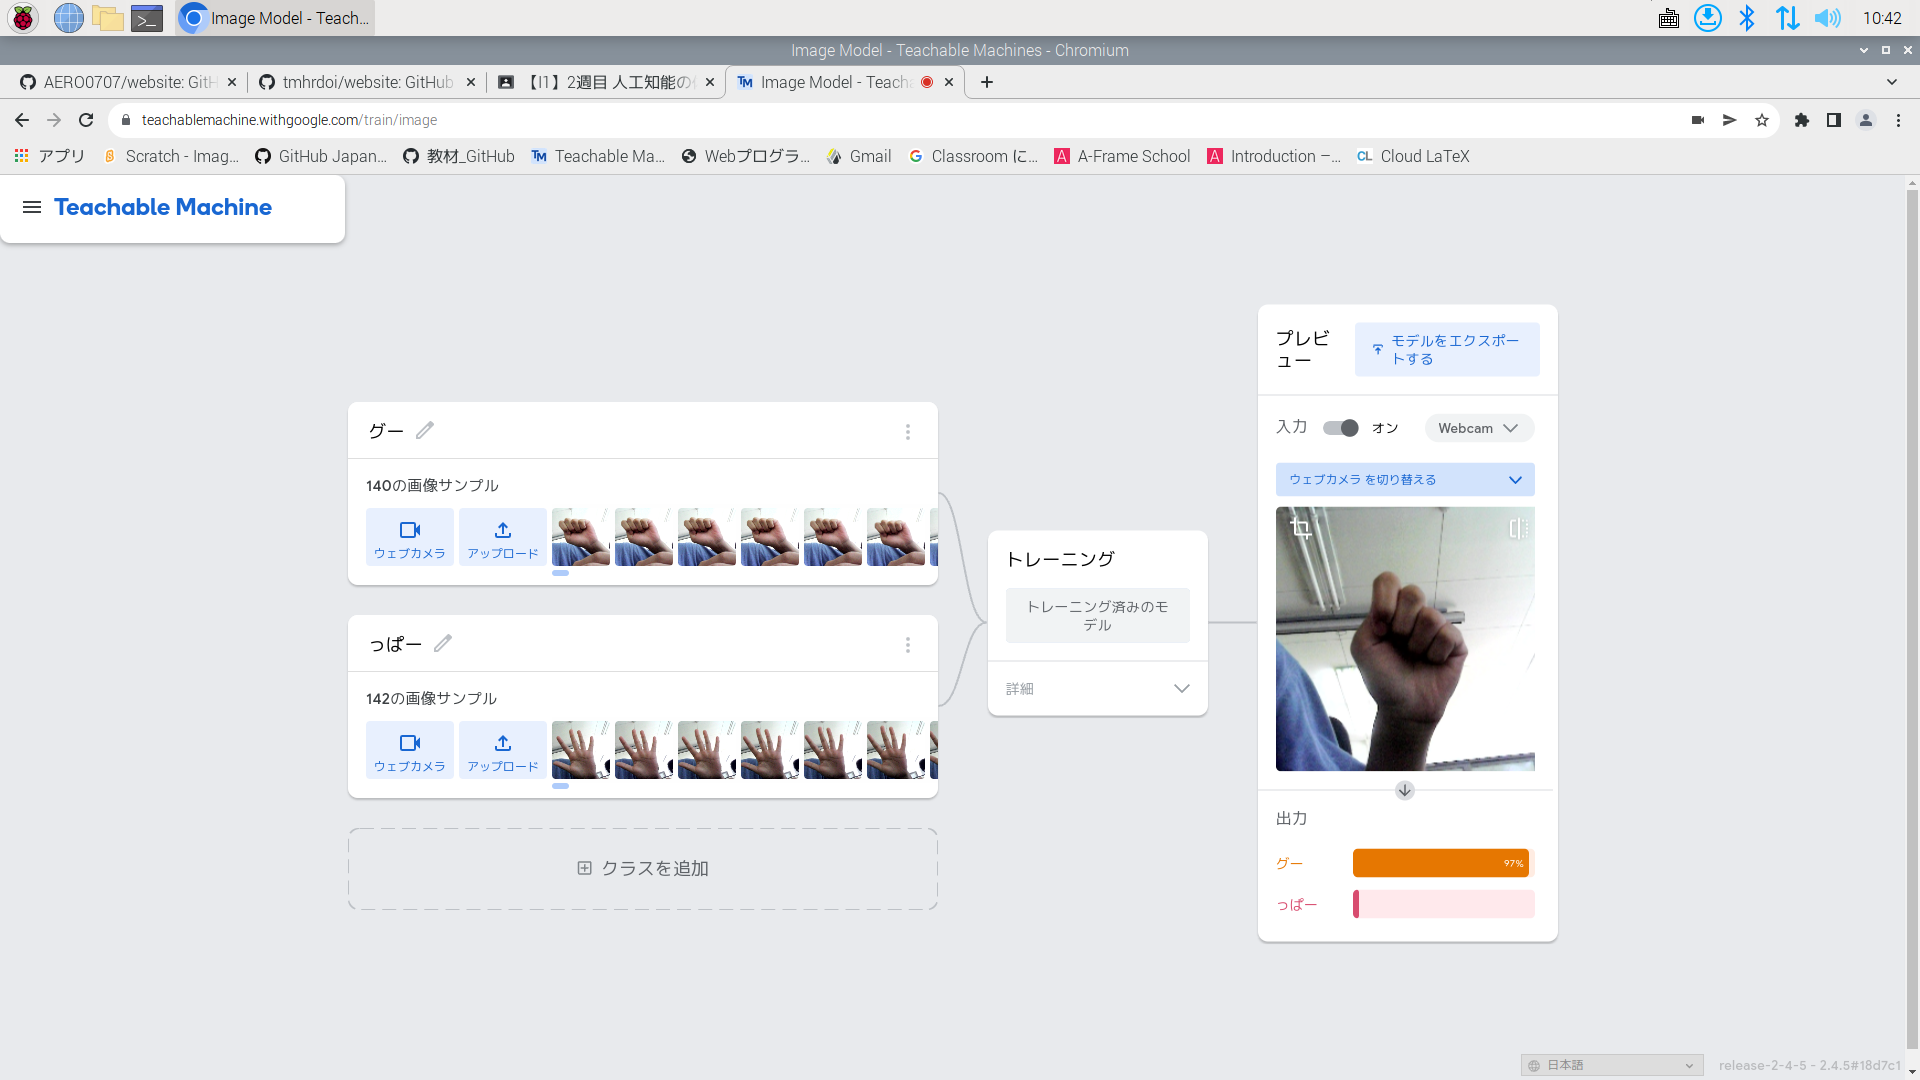 Image Model - Teach...
10:42
Image Model - Teachable Machines - Chromium
AERO0707/website: GitH
tmhrdoi/website: GitHub
【I1】2週目 人工知能の
Image Model - Teach
teachablemachine.withgoogle.com/train/image
アプリ
Scratch - Imag...
GitHub Japan...
教材_GitHub
Teachable Ma...
Webプログラ...
Gmail
Classroom に...
A-Frame School
Introduction –...
Cloud LaTeX
Teachable Machine
プレビュー
モデルをエクスポー
トする
グー
入力
オン
Webcam
140の画像サンプル
ウェブカメラ を切り替える
ウェブカメラ
アップロード
トレーニング
トレーニング済みのモ
デル
っぱー
詳細
142の画像サンプル
ウェブカメラ
アップロード
出力
グー
97%
クラスを追加
っぱー
日本語
release-2-4-5 - 2.4.5#18d7c1